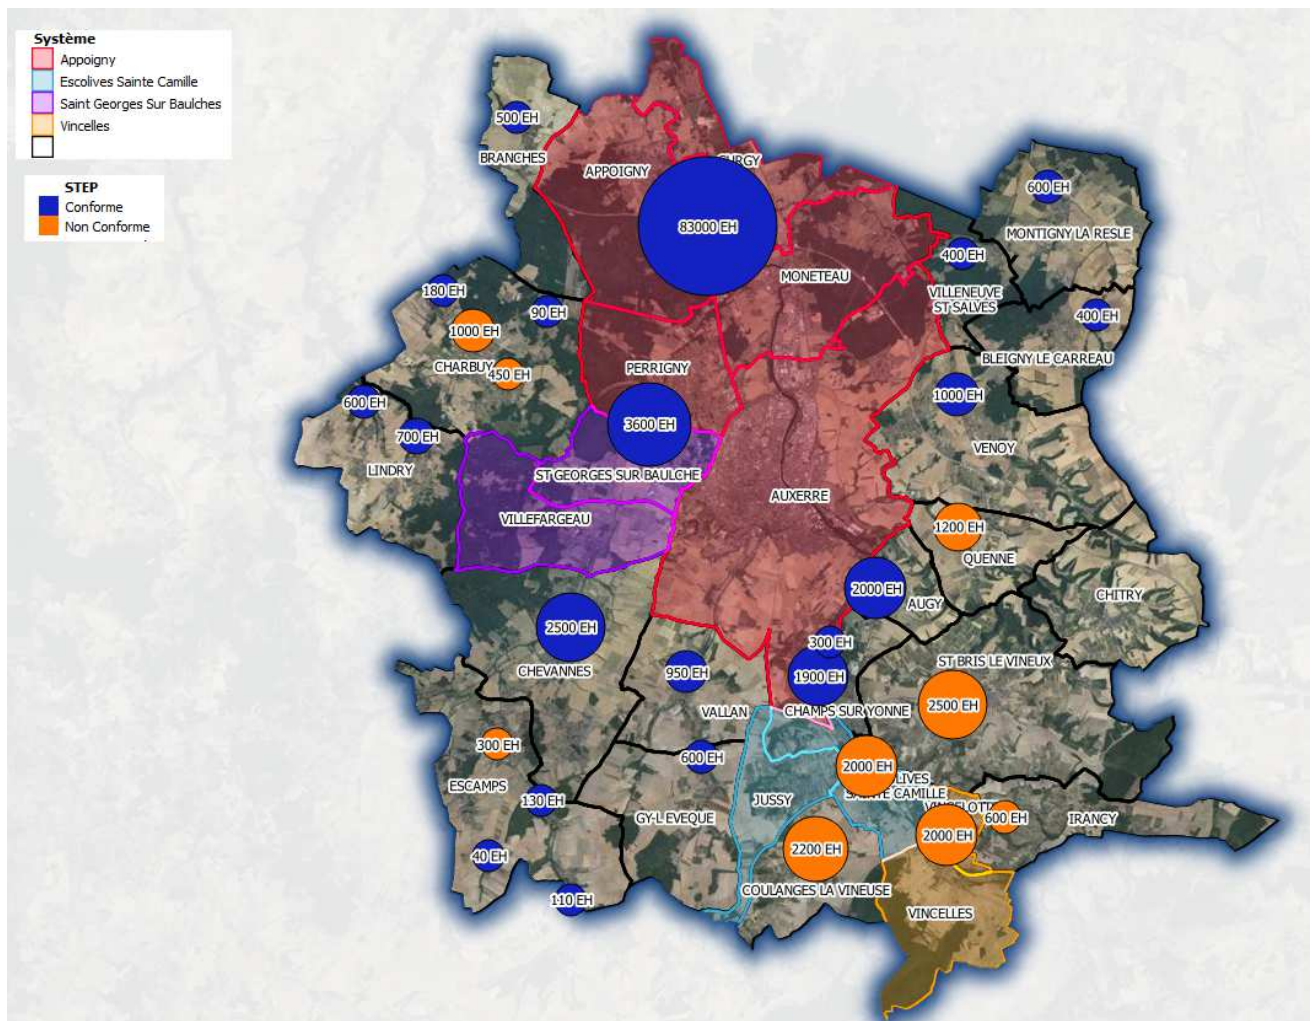 Système
Appoigny
Escolives Sainte Camille
Saint Georges Sur Baulches
Vincelles
STEP
Conforme
Non Conforme
500 EH
BRANCHES
APPOIGNY
83000 EH
600 EH
MONTIGNY LA RESLE
400 EH
MONETEAU
VILLENEUVE
ST SALVES
180 EH
90 EH
400 EH
1000 EH
CHARBUY
450 EH
PERRIGNY
BLEIGNY LE CARREAU
600 EH
1000 EH
700 EH
3600 EH
LINDRY
VENOY
ST GEORGES SUR BAULCHE
AUXERRE
VILLEFARGEAU
1200 EH
QUENNE
2000 EH
AUGY
CHITRY
2500 EH
CHEVANNES
300 EH
950 EH
1900 EH
ST BRIS LE VINEUX
VALLAN
CHAMPS SUR YONNE
2500 EH
300 EH
600 EH
2000 EH
ESCAMPS
130 EH
JUSSY
SAINTE CAMILLE
GY-L EVEQUE
600 EH
IRANCY
2000 EH
40 EH
2200 EH
COULANGES LA VINEUSE
110 EH
VINCELLES